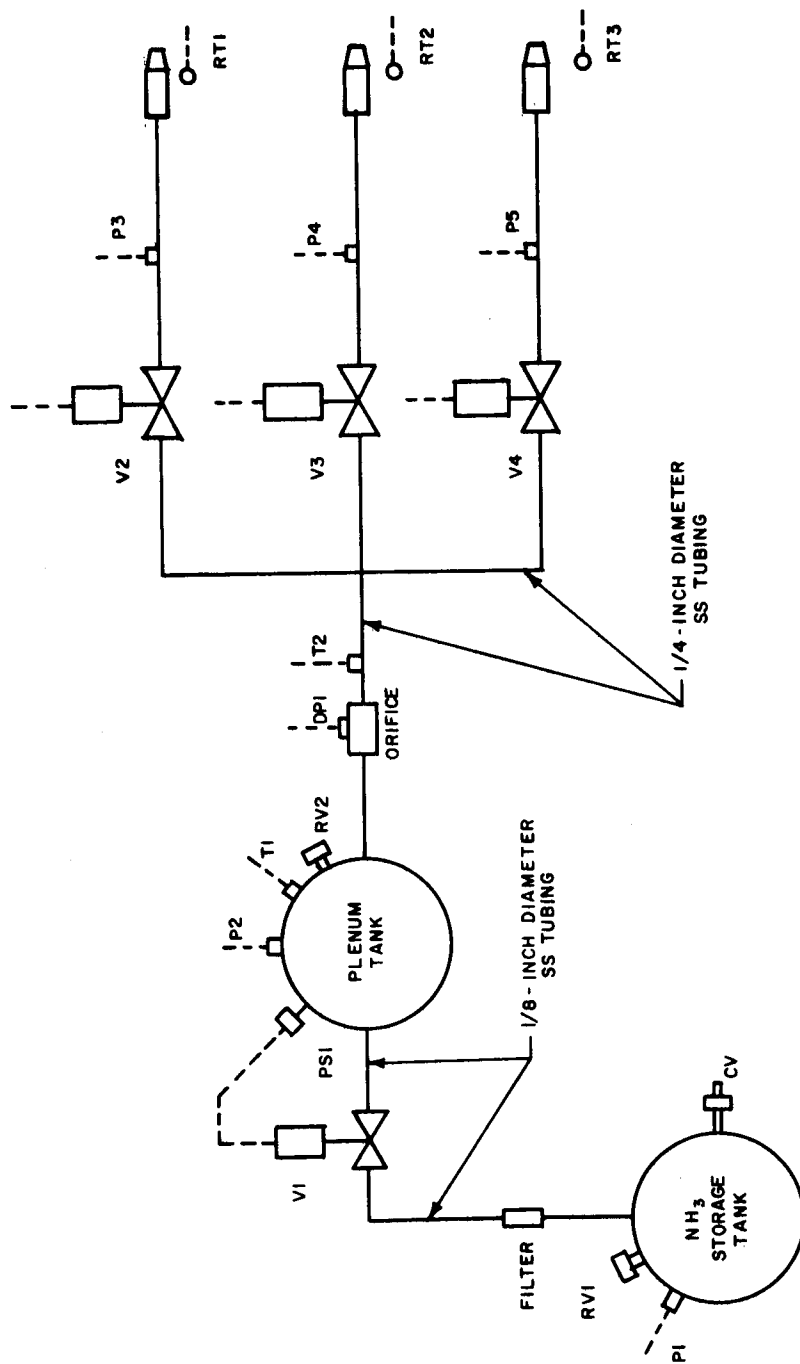 RT1
RT2
RT3
P3
P4
P5
V2
V3
V4
1/4-INCH DIAMETER
SS TUBING
T2
DP1
ORIFICE
RV2
T1
P2
PLENUM
TANK
PS1
1/8-INCH DIAMETER
SS TUBING
V1
CV
NH3
STORAGE
TANK
FILTER
RV1
P1